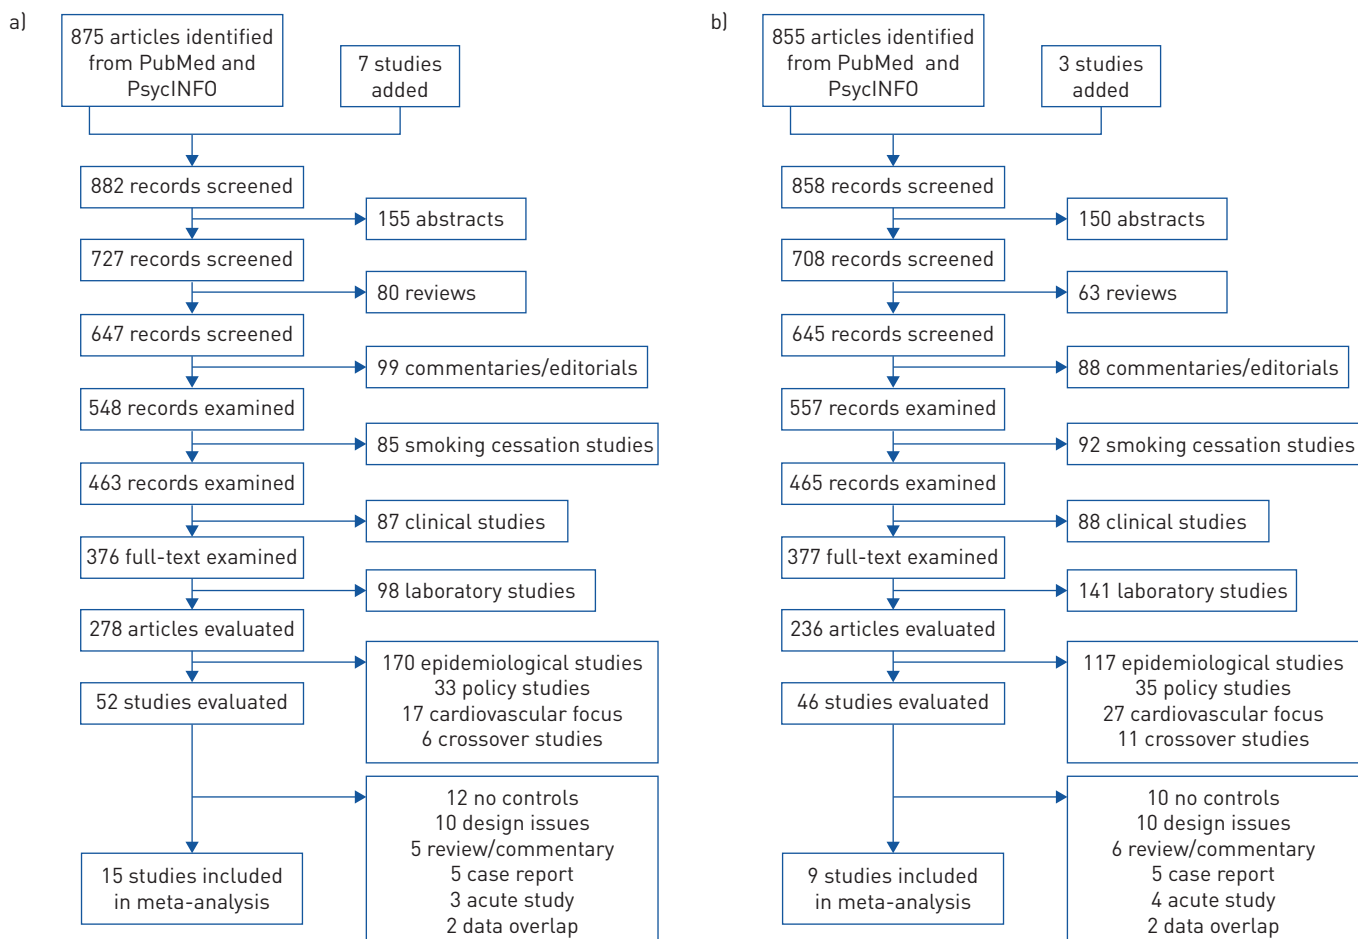 a)
875 articles identified
from PubMed and
PsycINFO
7 studies
added
882 records screened
155 abstracts
727 records screened
80 reviews
647 records screened
99 commentaries/editorials
548 records examined
85 smoking cessation studies
463 records examined
87 clinical studies
376 full-text examined
98 laboratory studies
278 articles evaluated
170 epidemiological studies
33 policy studies
17 cardiovascular focus
6 crossover studies
52 studies evaluated
12 no controls
10 design issues
5 review/commentary
5 case report
3 acute study
2 data overlap
15 studies included
in meta-analysis
b)
855 articles identified
from PubMed and
PsycINFO
3 studies
added
858 records screened
150 abstracts
708 records screened
63 reviews
645 records screened
88 commentaries/editorials
557 records examined
92 smoking cessation studies
465 records examined
88 clinical studies
377 full-text examined
141 laboratory studies
236 articles evaluated
117 epidemiological studies
35 policy studies
27 cardiovascular focus
11 crossover studies
46 studies evaluated
10 no controls
10 design issues
6 review/commentary
5 case report
4 acute study
2 data overlap
9 studies included
in meta-analysis